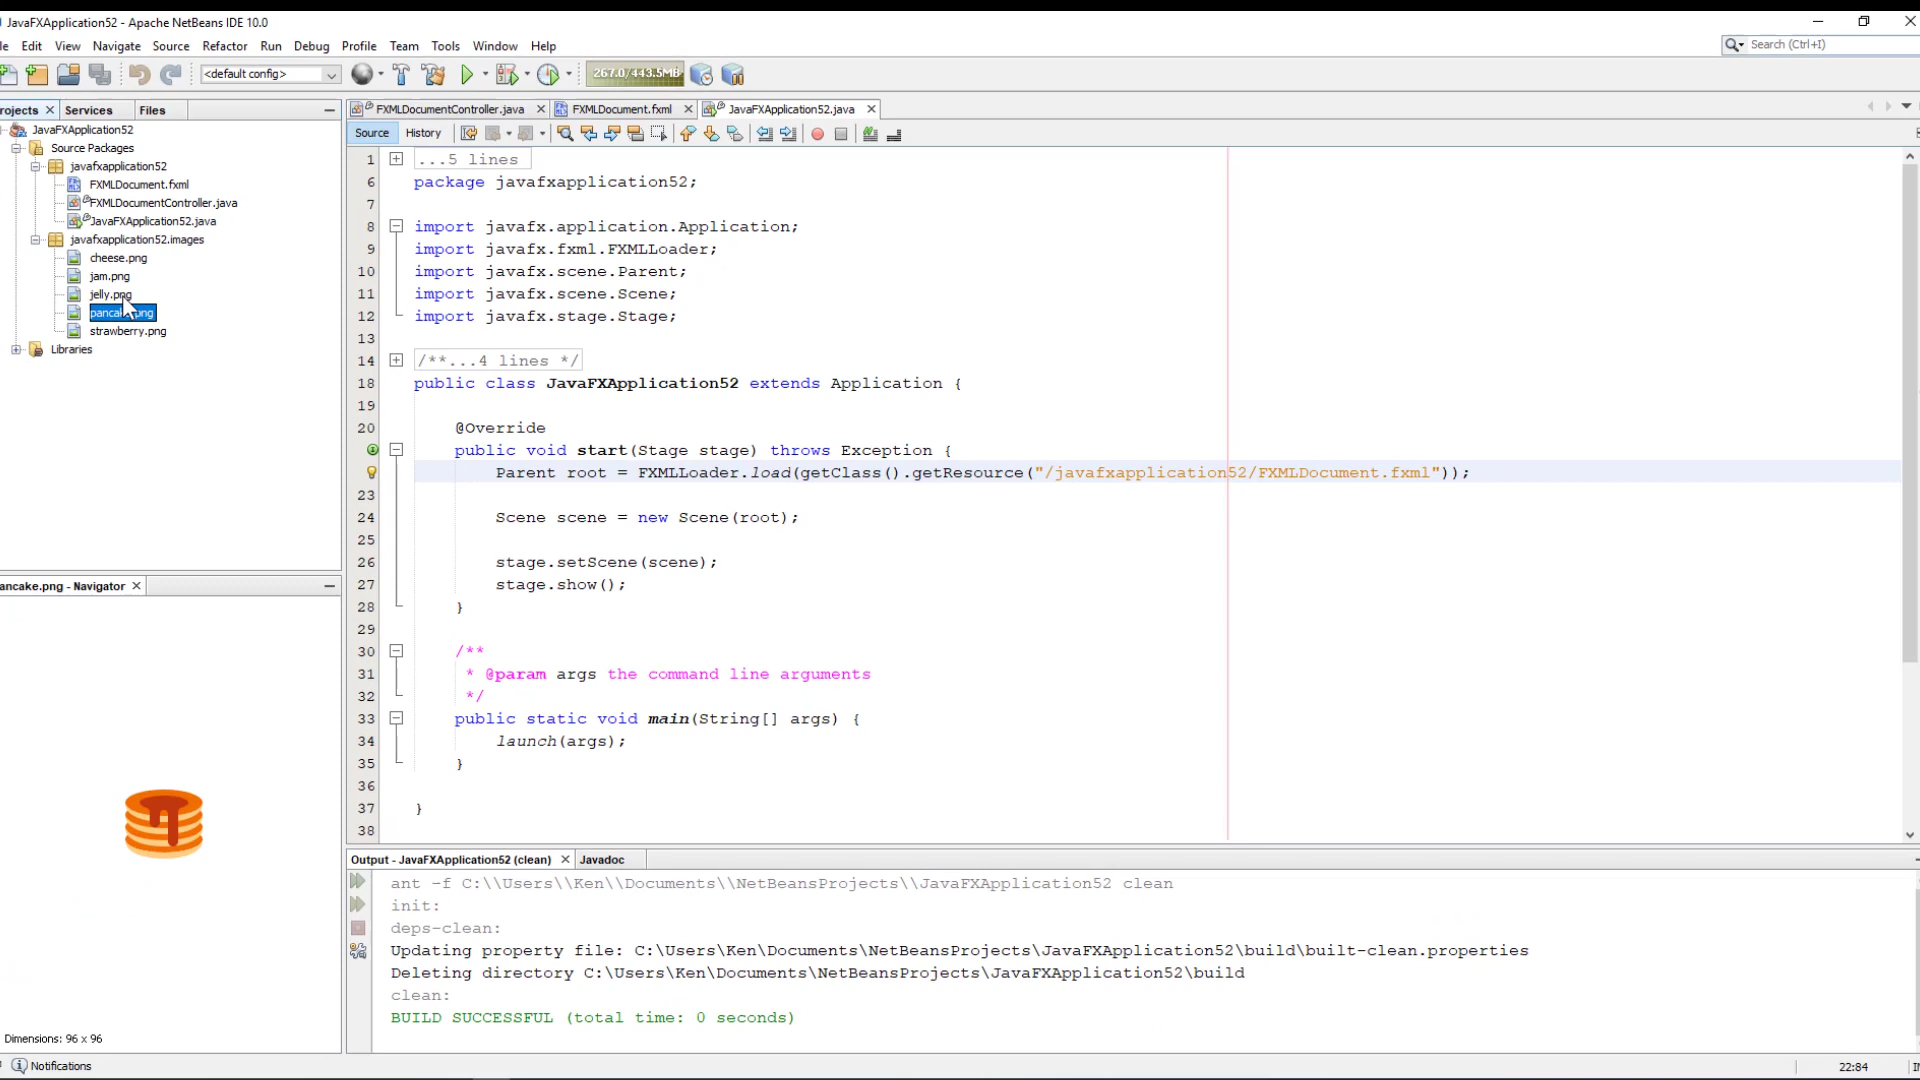 JavaFXApplication52 - Apache NetBeans IDE 10.0
Edit View Navigate Source Refactor Run Debug Profile Team Tools Window Help
Search (Ctrl+I)
<default config>
267.0/443.5MB
rojects Services Files
JavaFXApplication52
Source Packages
javafxapplication52
FXMLDocument.fxml
FXMLDocumentController.java
JavaFXApplication52.java
javafxapplication52.images
cheese.png
jam.png
jelly.png
strawberry.png
Libraries
ancake.png - Navigator
Dimensions: 96 x 96
FXMLDocumentController.java FXMLDocument.fxml JavaFXApplication52.java
Source History
1 ...5 lines
6 package javafxapplication52;
7
8 import javafx.application.Application;
9 import javafx.fxml.FXMLLoader;
10 import javafx.scene.Parent;
11 import javafx.scene.Scene;
12 import javafx.stage.Stage;
13
14 /**...4 lines */
18 public class JavaFXApplication52 extends Application {
19
20 @Override
public void start(Stage stage) throws Exception {
Parent root = FXMLLoader.load(getClass().getResource("/javafxapplication52/FXMLDocument.fxml"));
23
24 Scene scene = new Scene(root);
25
26 stage.setScene(scene);
27 stage.show();
28 }
29
30 /**
31 * @param args the command line arguments
32 */
33 public static void main(String[] args) {
34 launch(args);
35 }
36
37 }
38
Output - JavaFXApplication52 (clean) Javadoc
ant -f C:\\Users\\Ken\\Documents\\NetBeansProjects\\JavaFXApplication52 clean
init:
deps-clean:
Updating property file: C:\Users\Ken\Documents\NetBeansProjects\JavaFXApplication52\build\built-clean.properties
Deleting directory C:\Users\Ken\Documents\NetBeansProjects\JavaFXApplication52\build
clean:
BUILD SUCCESSFUL (total time: 0 seconds)
Notifications
22:84